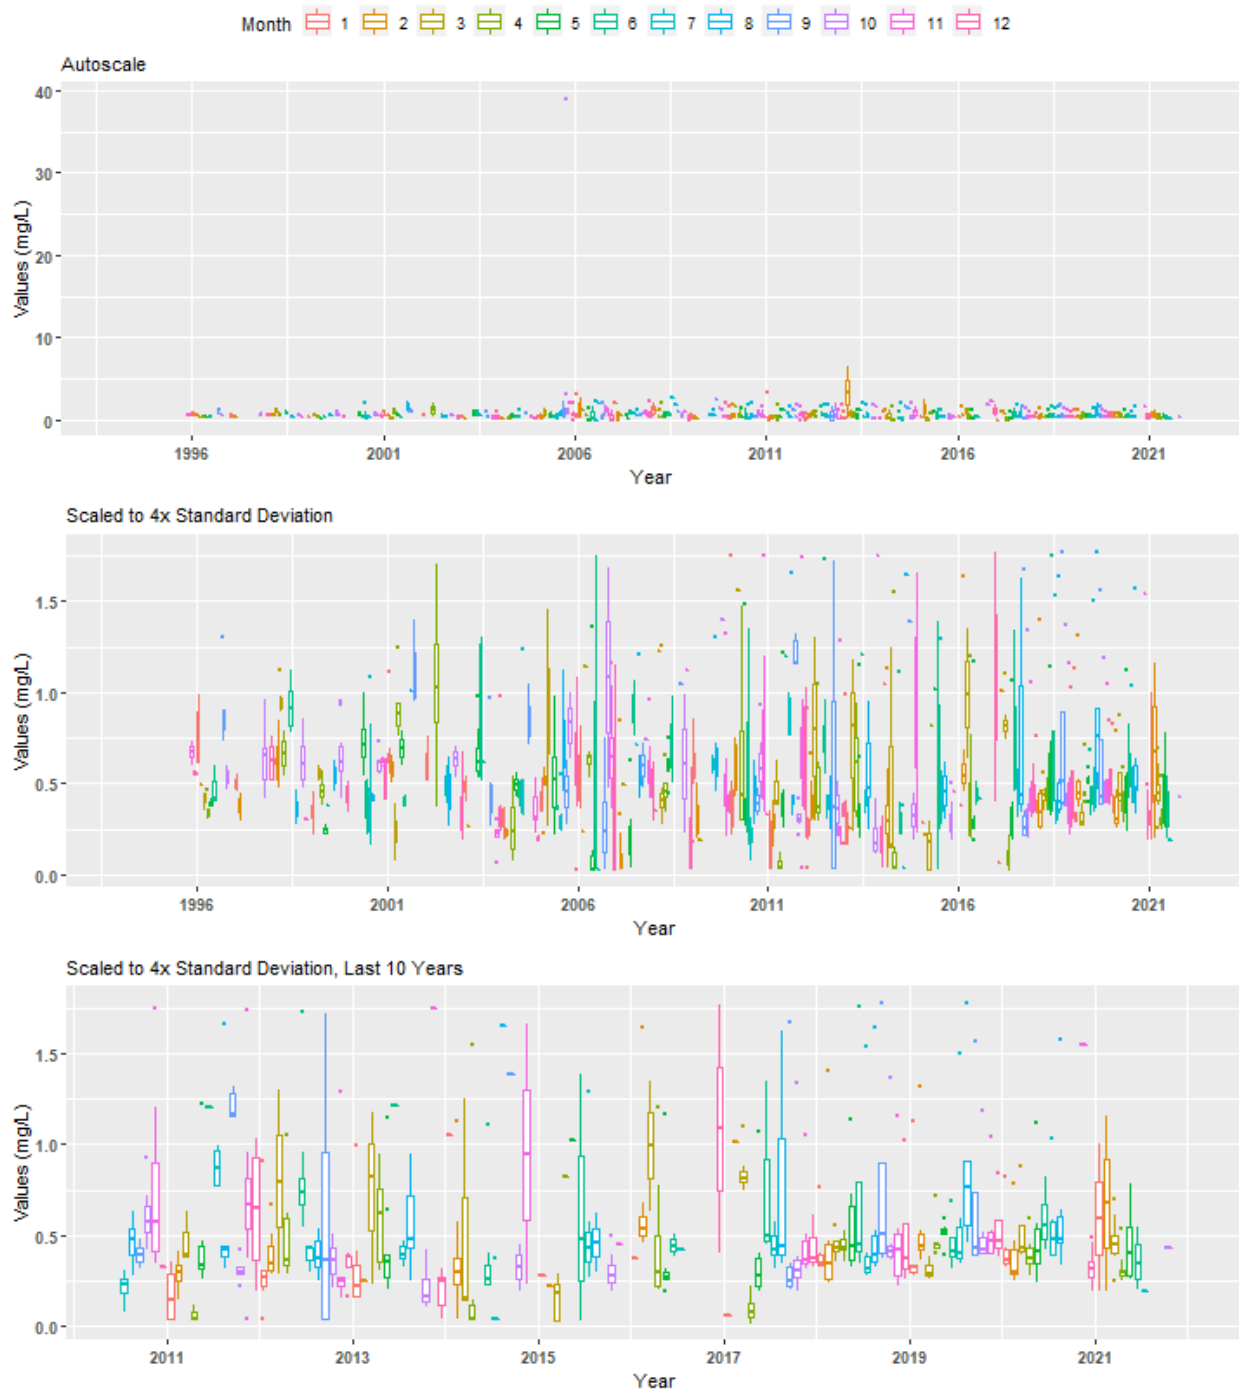 Month 1 2 3 4 5 6 7 8 9 10 11 12
Autoscale
40
30
20
10
0
Values (mg/L)
1996 2001 2006 2011 2016 2021
Year
Scaled to 4x Standard Deviation
1.5
1.0
0.5
0.0
Values (mg/L)
1996 2001 2006 2011 2016 2021
Year
Scaled to 4x Standard Deviation, Last 10 Years
1.5
1.0
0.5
0.0
Values (mg/L)
2011 2013 2015 2017 2019 2021
Year